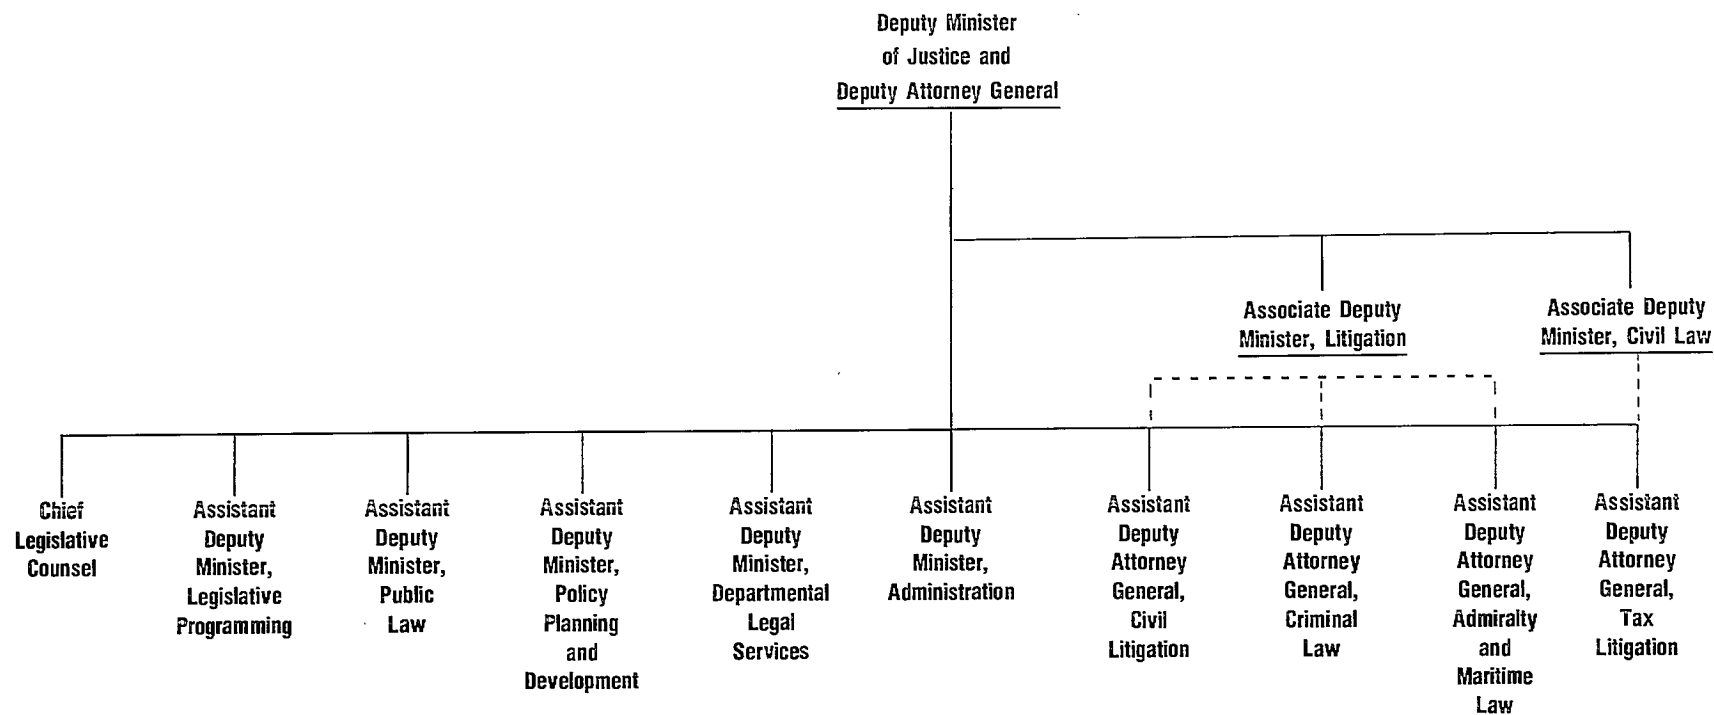 Deputy Minister
of Justice and
Deputy Attorney General
Associate Deputy
Minister, Litigation
Associate Deputy
Minister, Civil Law
Chief
Legislative
Counsel
Assistant
Deputy
Minister,
Legislative
Programming
Assistant
Deputy
Minister,
Public
Law
Assistant
Deputy
Minister,
Policy
Planning
and
Development
Assistant
Deputy
Minister,
Departmental
Legal
Services
Assistant
Deputy
Minister,
Administration
Assistant
Deputy
Attorney
General,
Civil
Litigation
Assistant
Deputy
Attorney
General,
Criminal
Law
Assistant
Deputy
Attorney
General,
Admiralty
and
Maritime
Law
Assistant
Deputy
Attorney
General,
Tax
Litigation